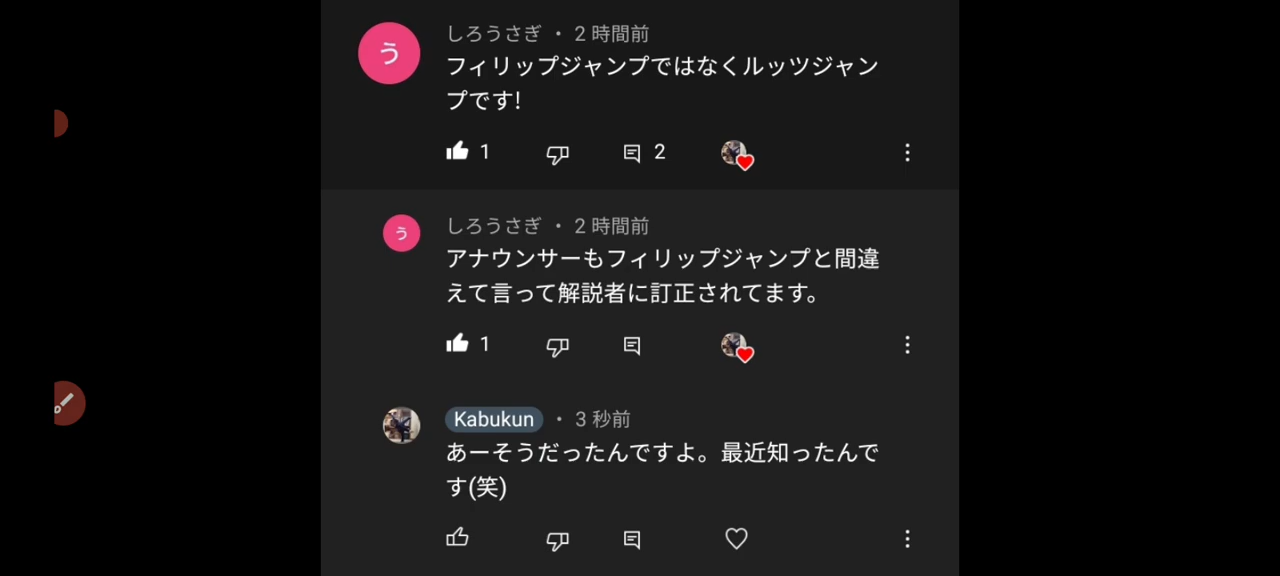 う
しろうさぎ ・ 2 時間前
フィリップジャンプではなくルッツジャン
プです!
1
2
う
しろうさぎ ・ 2 時間前
アナウンサーもフィリップジャンプと間違
えて言って解説者に訂正されてます。
1
Kabukun ・ 3 秒前
あーそうだったんですよ。最近知ったんで
す(笑)